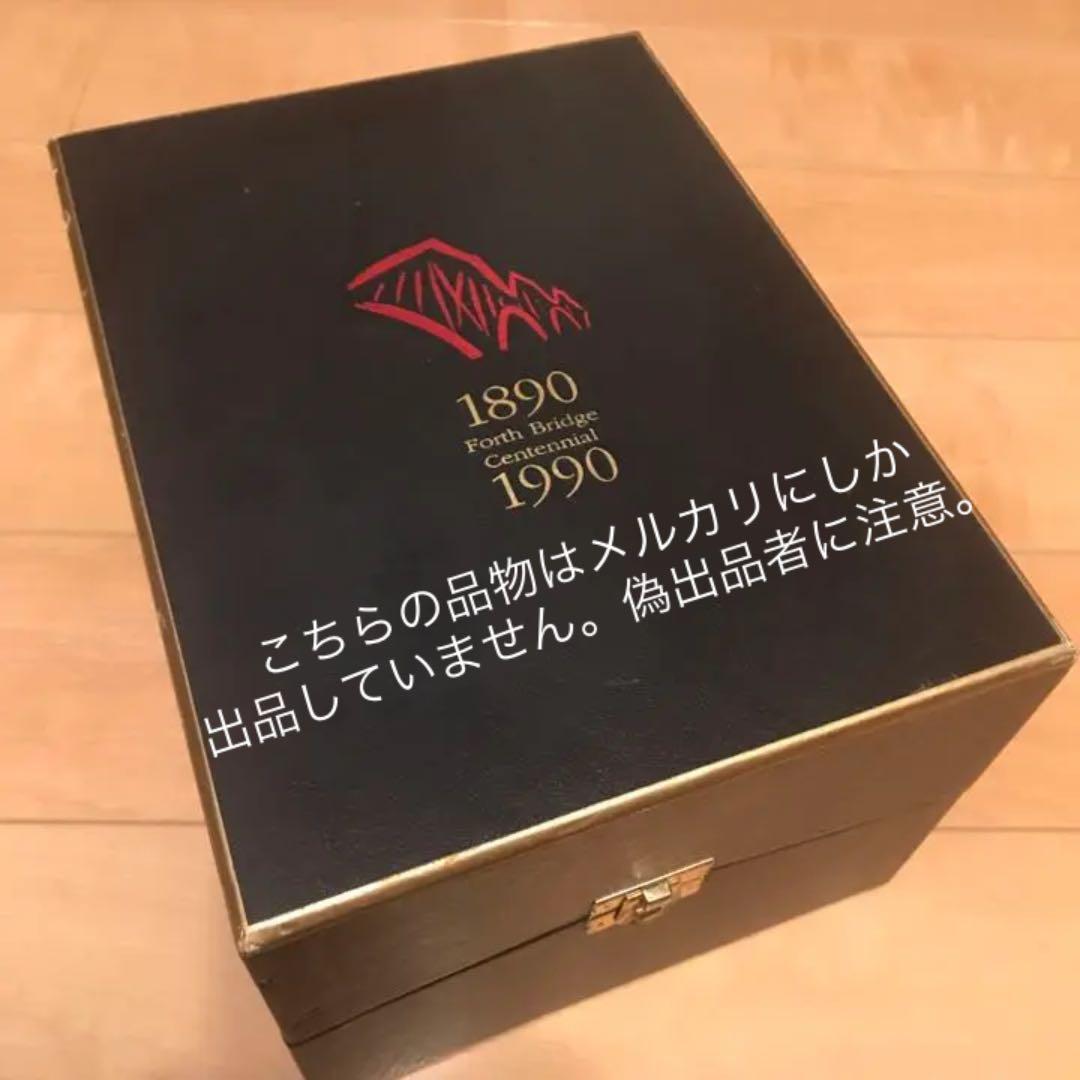 1890
Forth Bridge
Centennial
1990
こちらの品物はメルカリにしか
出品していません。偽出品者に注意。